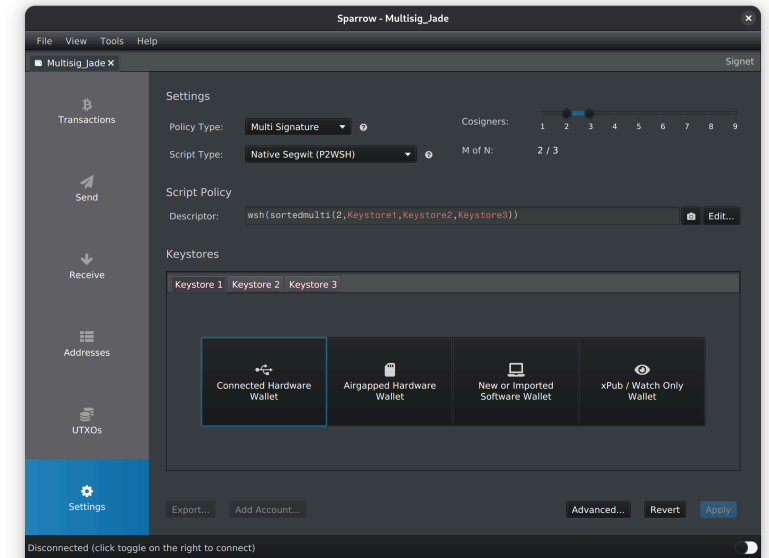 Sparrow - Multisig_Jade
File View Tools Help
Multisig_Jade
Signet
Transactions
Send
Receive
Addresses
UTXOs
Settings
Settings
Policy Type: Multi Signature
Cosigners:
1 2 3 4 5 6 7 8 9
Script Type: Native Segwit (P2WSH)
M of N: 2 / 3
Script Policy
Descriptor: wsh(sortedmulti(2,Keystore1,Keystore2,Keystore3))
Edit...
Keystores
Keystore 1 Keystore 2 Keystore 3
Connected Hardware
Wallet
Airgapped Hardware
Wallet
New or Imported
Software Wallet
xPub / Watch Only
Wallet
Export... Add Account... Advanced... Revert Apply
Disconnected (click toggle on the right to connect)